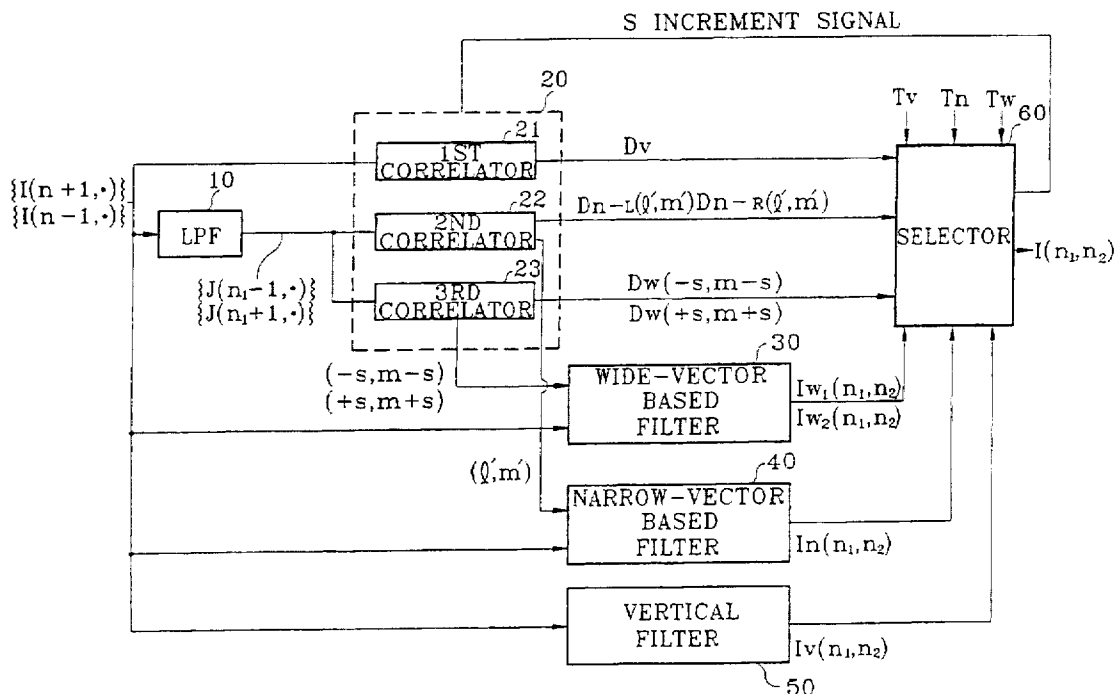 S INCREMENT SIGNAL
20
Tv Tn Tw
60
21
1ST
CORRELATOR
Dv
{I(n+1,·)}
{I(n-1,·)}
10
LPF
22
2ND
CORRELATOR
Dn-L(ℓ',m')Dn-R(ℓ',m')
SELECTOR
I(n₁,n₂)
{J(n₁-1,·)}
{J(n₁+1,·)}
23
3RD
CORRELATOR
Dw(-s,m-s)
Dw(+s,m+s)
(-s,m-s)
(+s,m+s)
30
WIDE-VECTOR
BASED
FILTER
Iw₁(n₁,n₂)
Iw₂(n₁,n₂)
(ℓ',m')
40
NARROW-VECTOR
BASED
FILTER
In(n₁,n₂)
VERTICAL
FILTER
Iv(n₁,n₂)
50